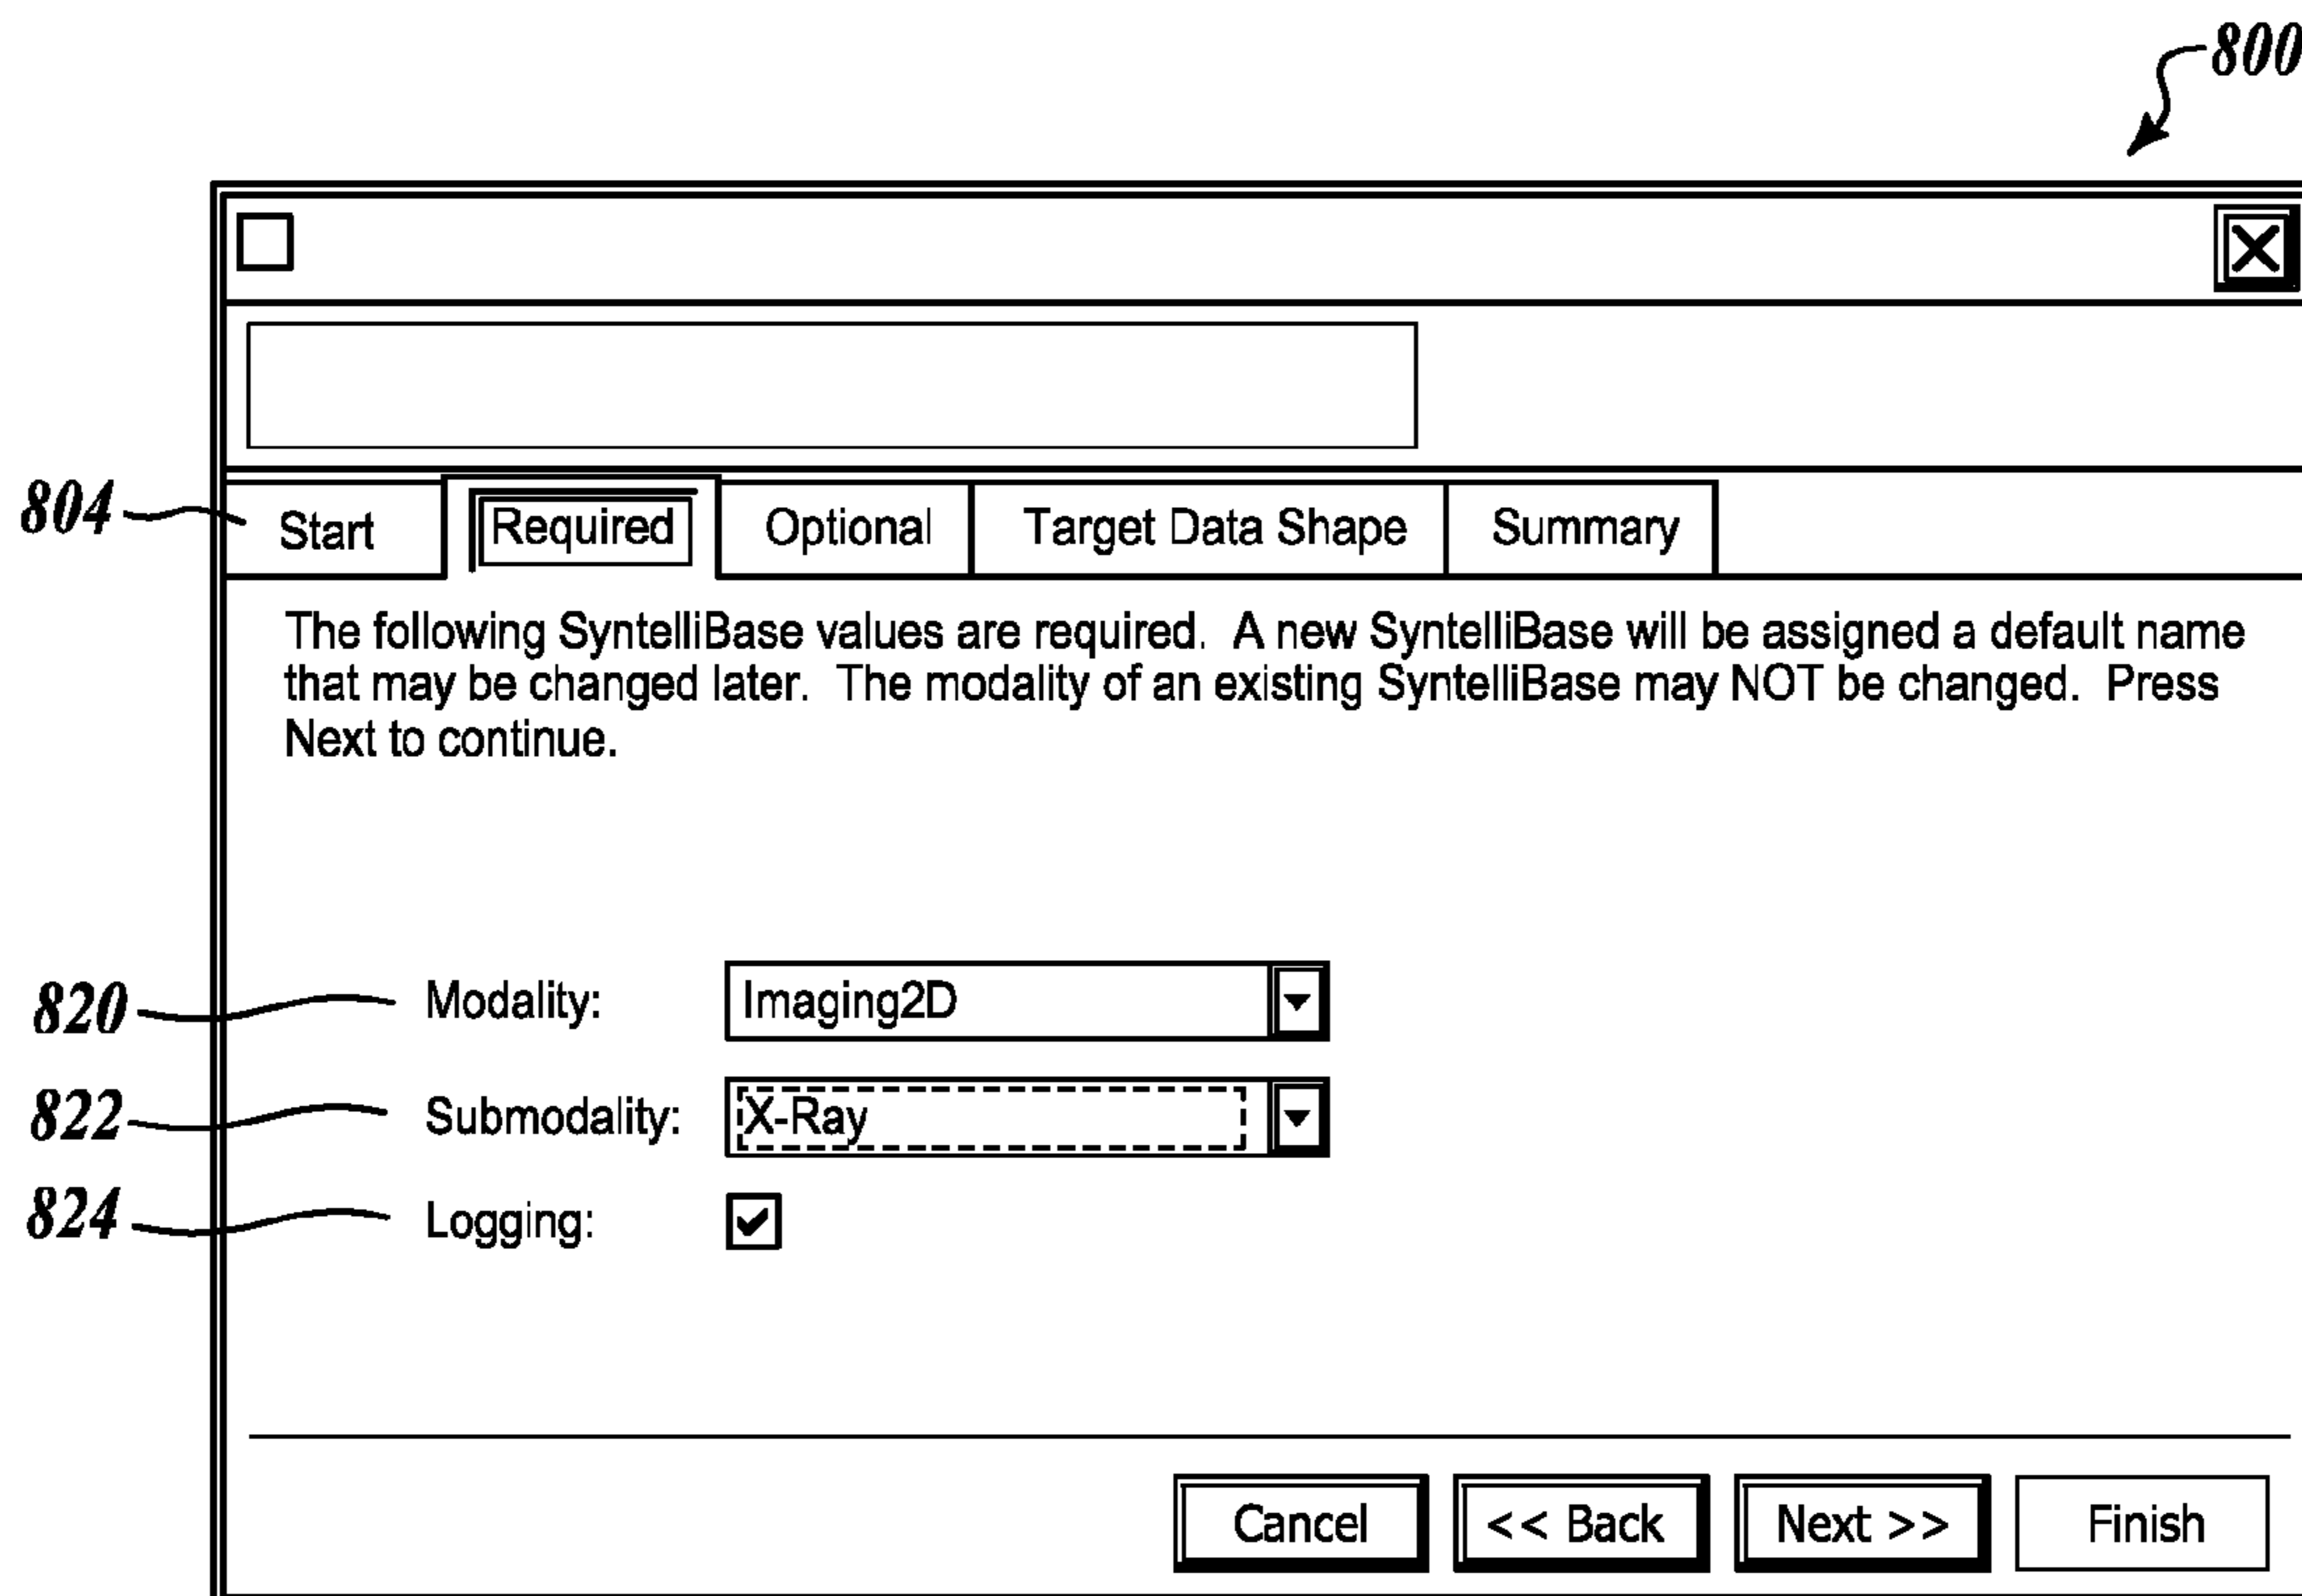 800
804 Start Required Optional Target Data Shape Summary
The following SyntelliBase values are required. A new SyntelliBase will be assigned a default name
that may be changed later. The modality of an existing SyntelliBase may NOT be changed. Press
Next to continue.
820 Modality: Imaging2D
822 Submodality: X-Ray
824 Logging:
Cancel << Back Next >> Finish